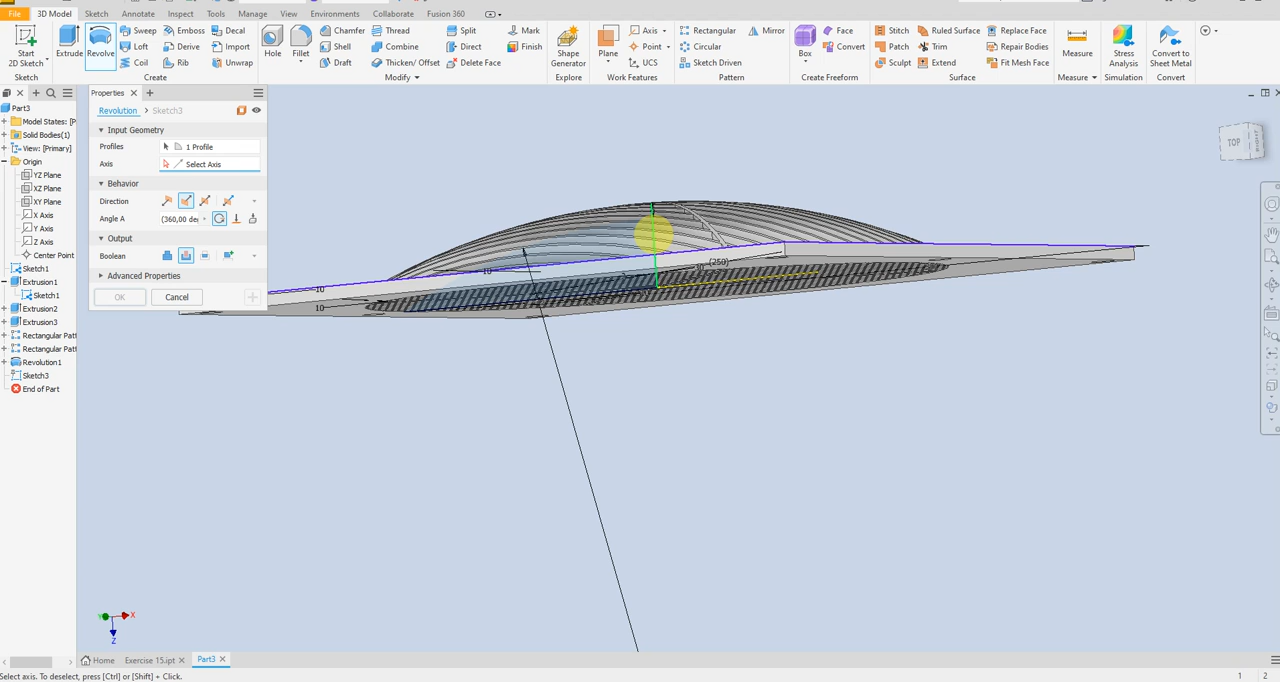 File 3D Model Sketch Annotate Inspect Tools Manage View Environments Collaborate Fusion 360
Start 2D Sketch Extrude Revolve Sweep Emboss Decal Hole Fillet Chamfer Thread Split Mark Shape Generator Plane Axis Rectangular Mirror Box Face Stitch Ruled Surface Replace Face Measure Stress Analysis Convert to Sheet Metal
Loft Derive Import Shell Combine Direct Finish Point Circular Convert Patch Trim Repair Bodies
Coil Rib Unwrap Draft Thicken/ Offset Delete Face UCS Sketch Driven Sculpt Extend Fit Mesh Face
Sketch Create Modify Explore Work Features Pattern Create Freeform Surface Measure Simulation Convert
Properties
Revolution > Sketch3
Input Geometry
Profiles 1 Profile
Axis Select Axis
Behavior
Direction
Angle A (360,00 de
Output
Boolean
Advanced Properties
OK Cancel
Part3
Model States: [P
Solid Bodies(1)
View: [Primary]
Origin
YZ Plane
XZ Plane
XY Plane
X Axis
Y Axis
Z Axis
Center Point
Sketch1
Extrusion1
Sketch1
Extrusion2
Extrusion3
Rectangular Pat
Rectangular Pat
Revolution1
Sketch3
End of Part
TOP
(250)
10
10
10
X
Z
Home Exercise 15.ipt Part3
Select axis. To deselect, press [Ctrl] or [Shift] + Click.
1 2